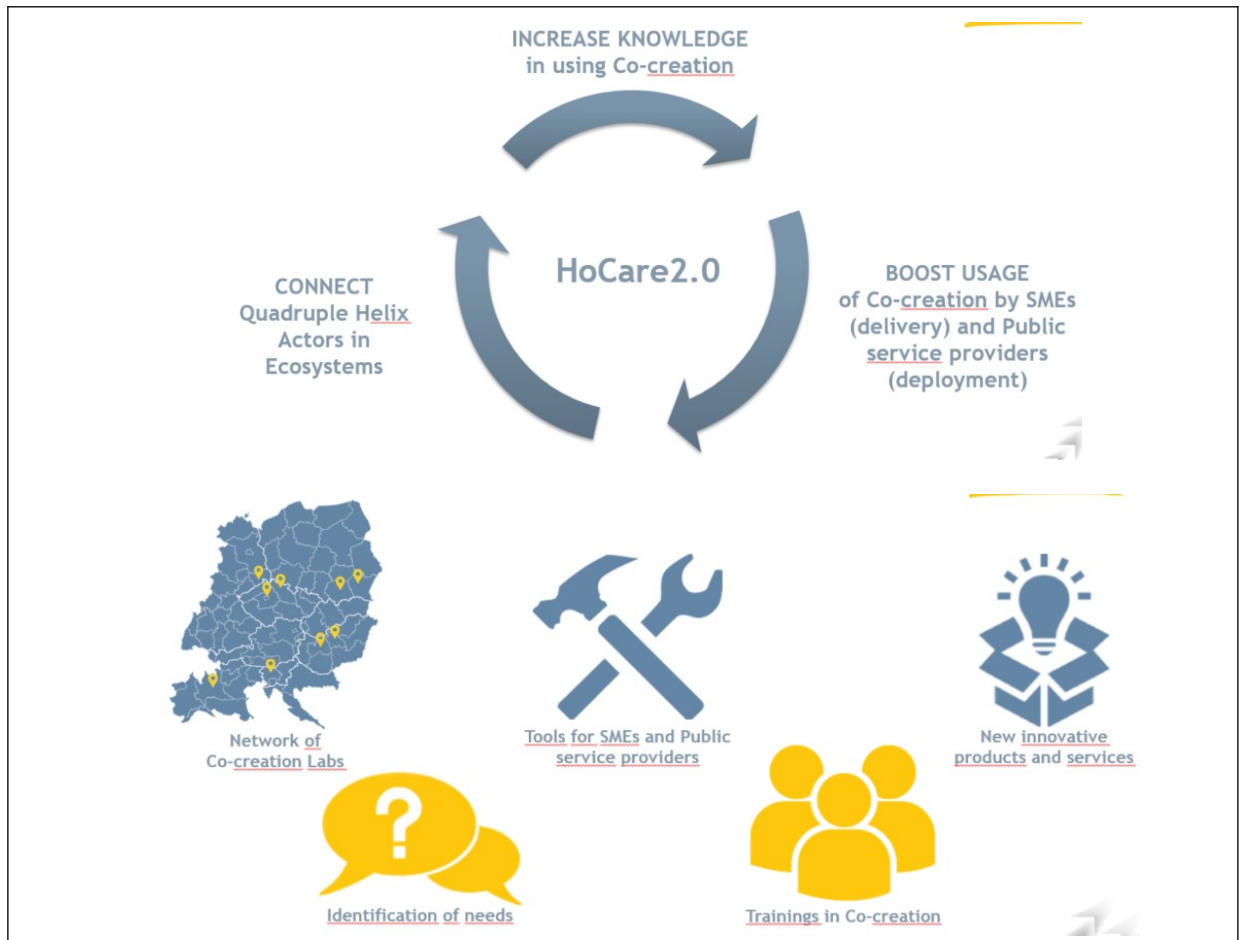 INCREASE KNOWLEDGE
in using Co-creation
HoCare2.0
CONNECT
Quadruple Helix
Actors in
Ecosystems
BOOST USAGE
of Co-creation by SMEs
(delivery) and Public
service providers
(deployment)
Network of
Co-creation Labs
Tools for SMEs and Public
service providers
New innovative
products and services
?
Identification of needs
Trainings in Co-creation